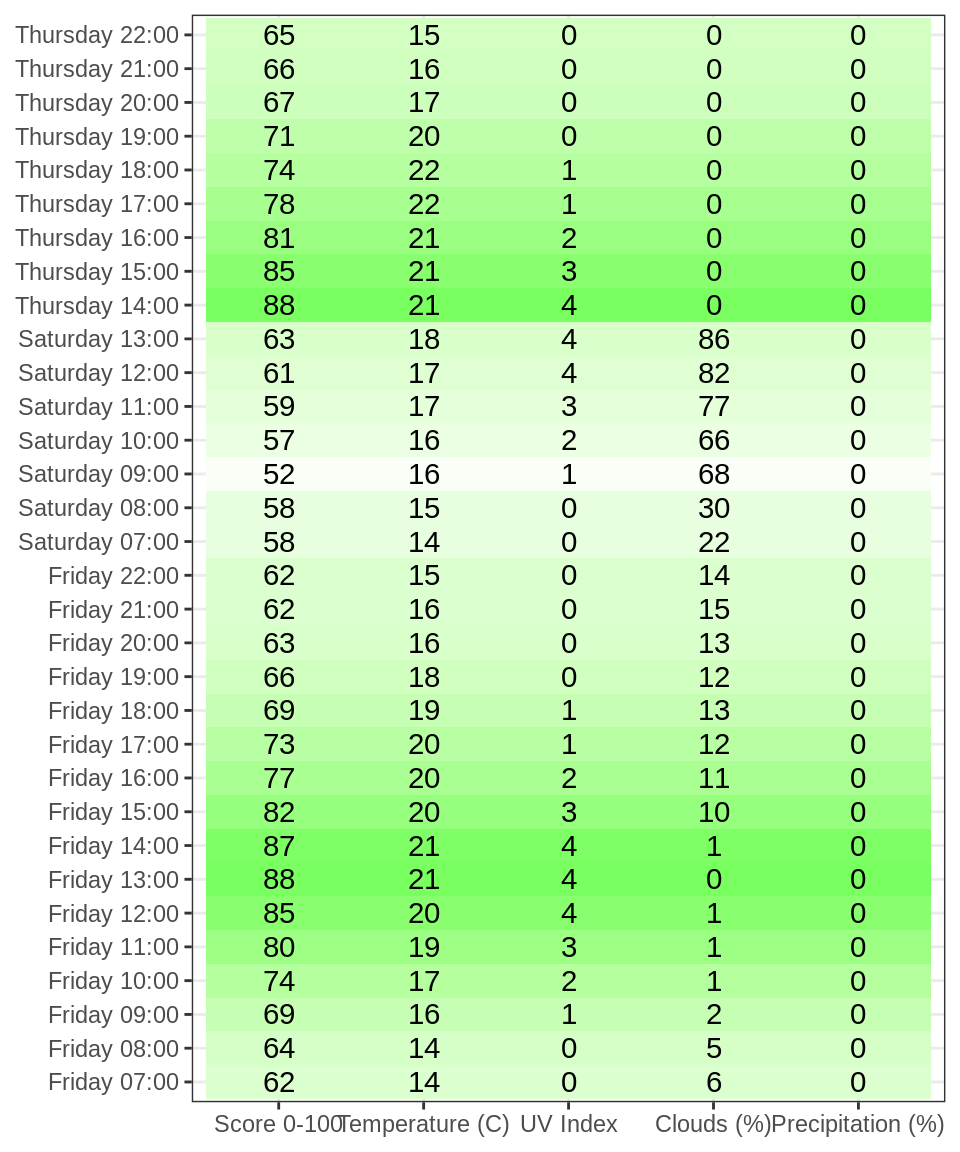 Thursday 22:00 65 15 0 0 0
Thursday 21:00 66 16 0 0 0
Thursday 20:00 67 17 0 0 0
Thursday 19:00 71 20 0 0 0
Thursday 18:00 74 22 1 0 0
Thursday 17:00 78 22 1 0 0
Thursday 16:00 81 21 2 0 0
Thursday 15:00 85 21 3 0 0
Thursday 14:00 88 21 4 0 0
Saturday 13:00 63 18 4 86 0
Saturday 12:00 61 17 4 82 0
Saturday 11:00 59 17 3 77 0
Saturday 10:00 57 16 2 66 0
Saturday 09:00 52 16 1 68 0
Saturday 08:00 58 15 0 30 0
Saturday 07:00 58 14 0 22 0
Friday 22:00 62 15 0 14 0
Friday 21:00 62 16 0 15 0
Friday 20:00 63 16 0 13 0
Friday 19:00 66 18 0 12 0
Friday 18:00 69 19 1 13 0
Friday 17:00 73 20 1 12 0
Friday 16:00 77 20 2 11 0
Friday 15:00 82 20 3 10 0
Friday 14:00 87 21 4 1 0
Friday 13:00 88 21 4 0 0
Friday 12:00 85 20 4 1 0
Friday 11:00 80 19 3 1 0
Friday 10:00 74 17 2 1 0
Friday 09:00 69 16 1 2 0
Friday 08:00 64 14 0 5 0
Friday 07:00 62 14 0 6 0
Score 0-100 Temperature (C) UV Index Clouds (%) Precipitation (%)